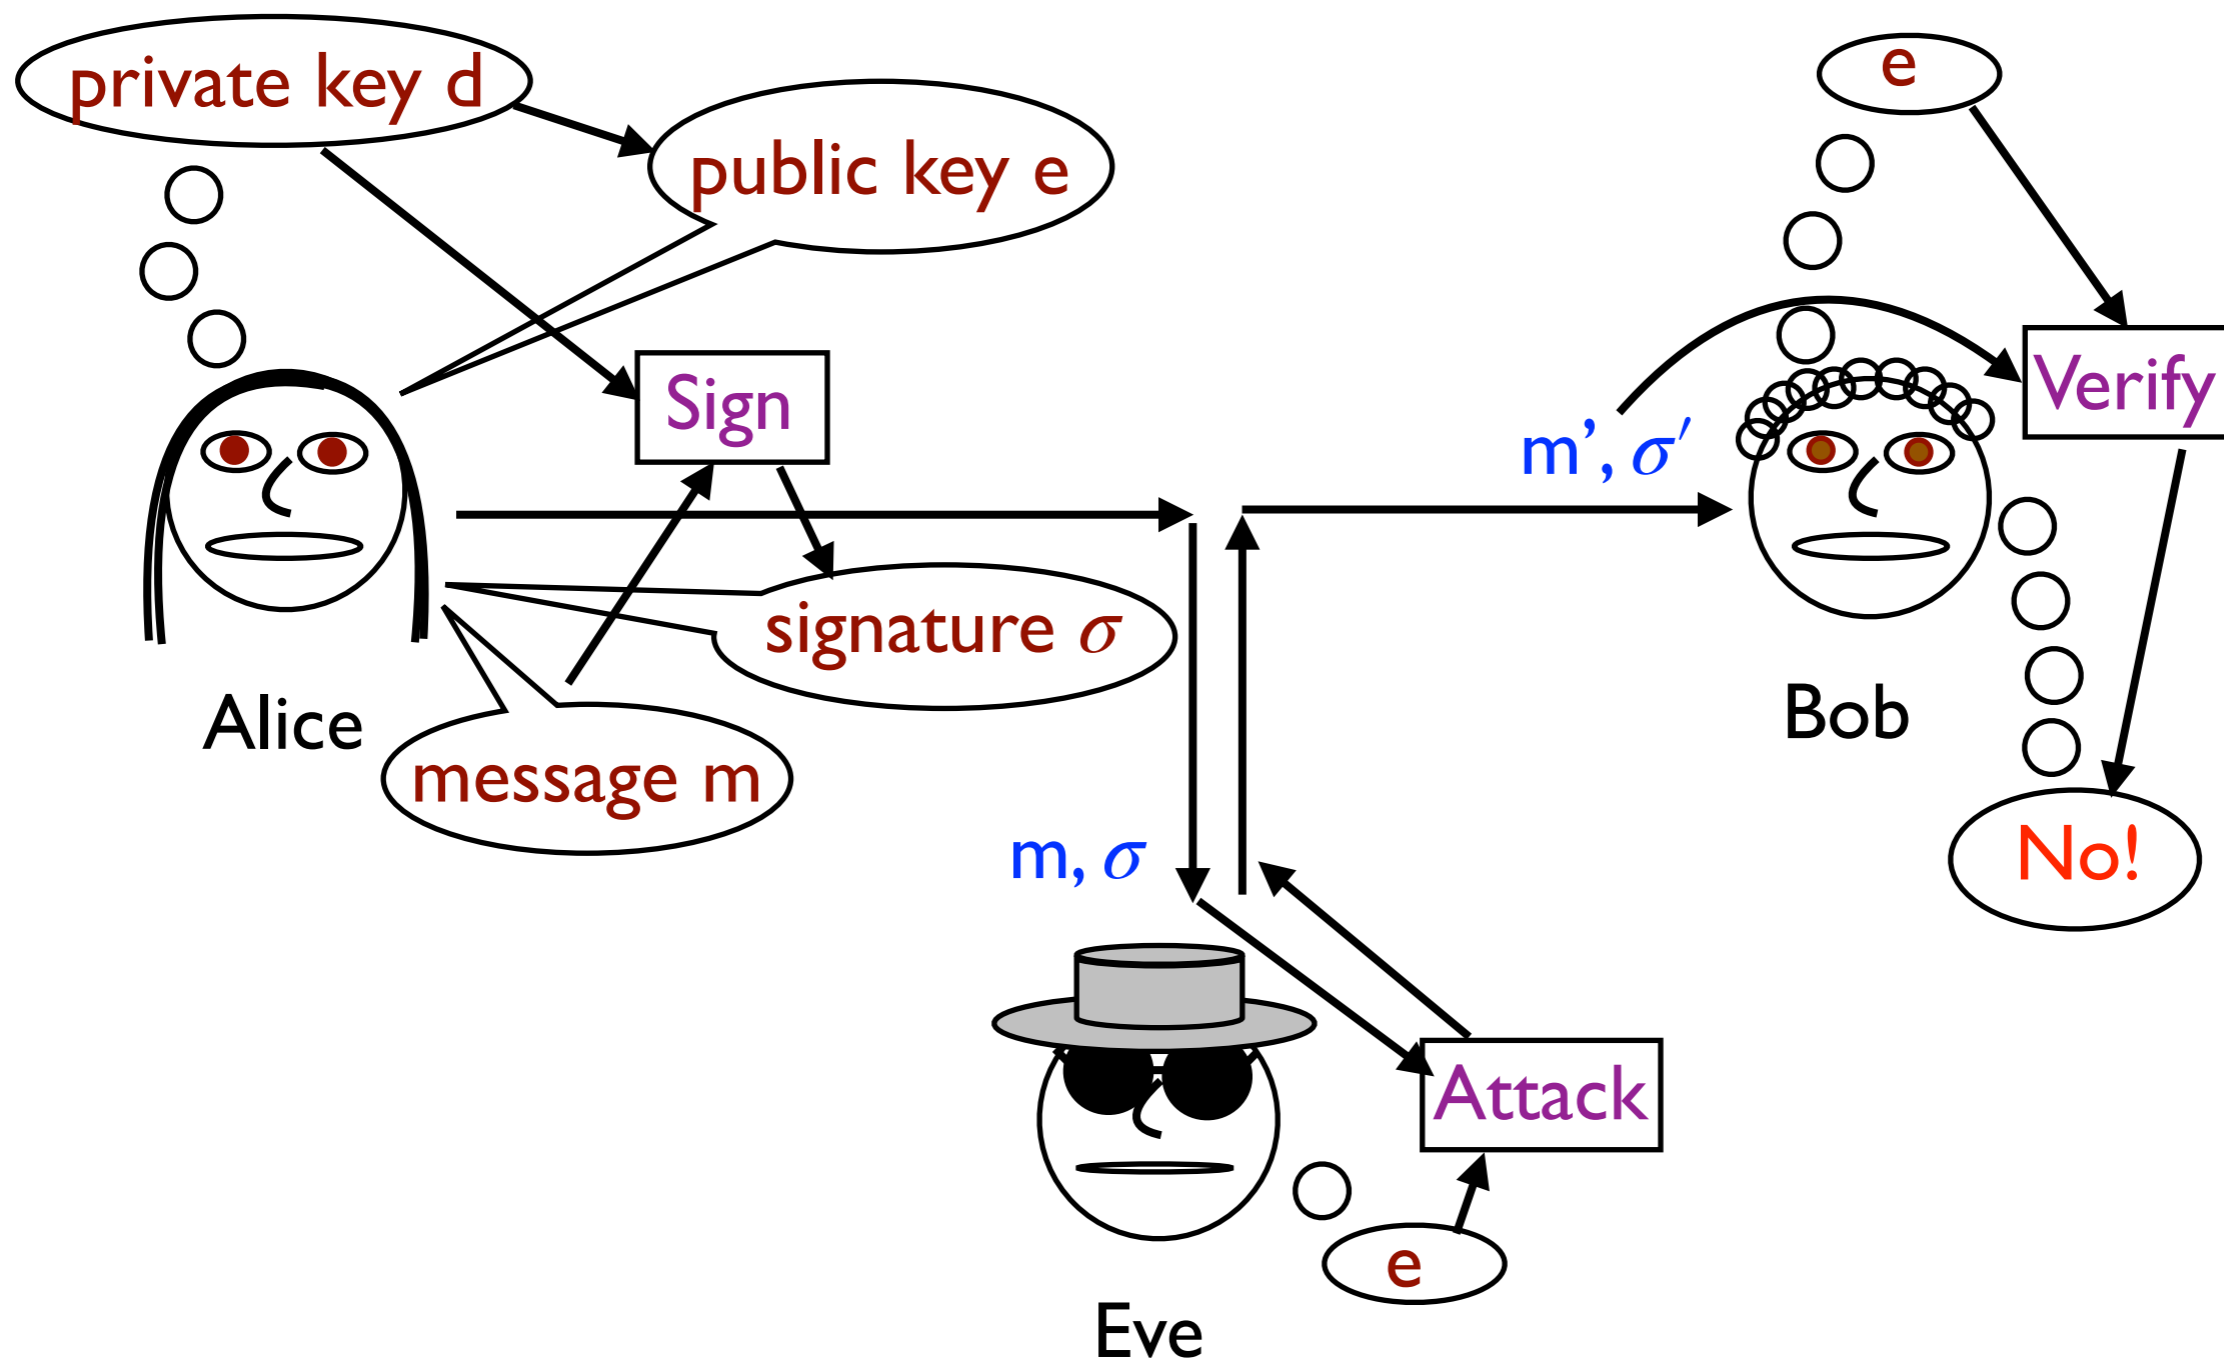 private key d
public key e
e
Sign
Verify
m’, σ′
signature σ
Alice
Bob
message m
m, σ
No!
Attack
e
Eve